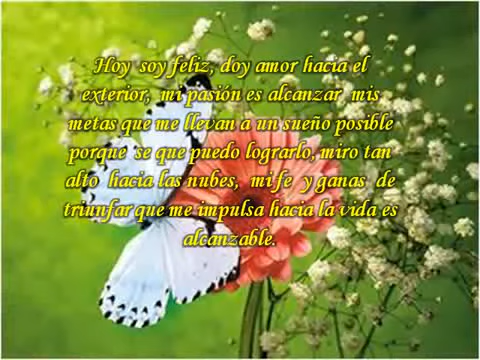 Hoy soy feliz, doy amor hacia el
exterior, mi pasión es alcanzar mis
metas que me llevan a un sueño posible
porque se que puedo lograrlo, miro tan
alto hacia las nubes, mi fe y ganas de
triunfar que me impulsa hacia la vida es
alcanzable.